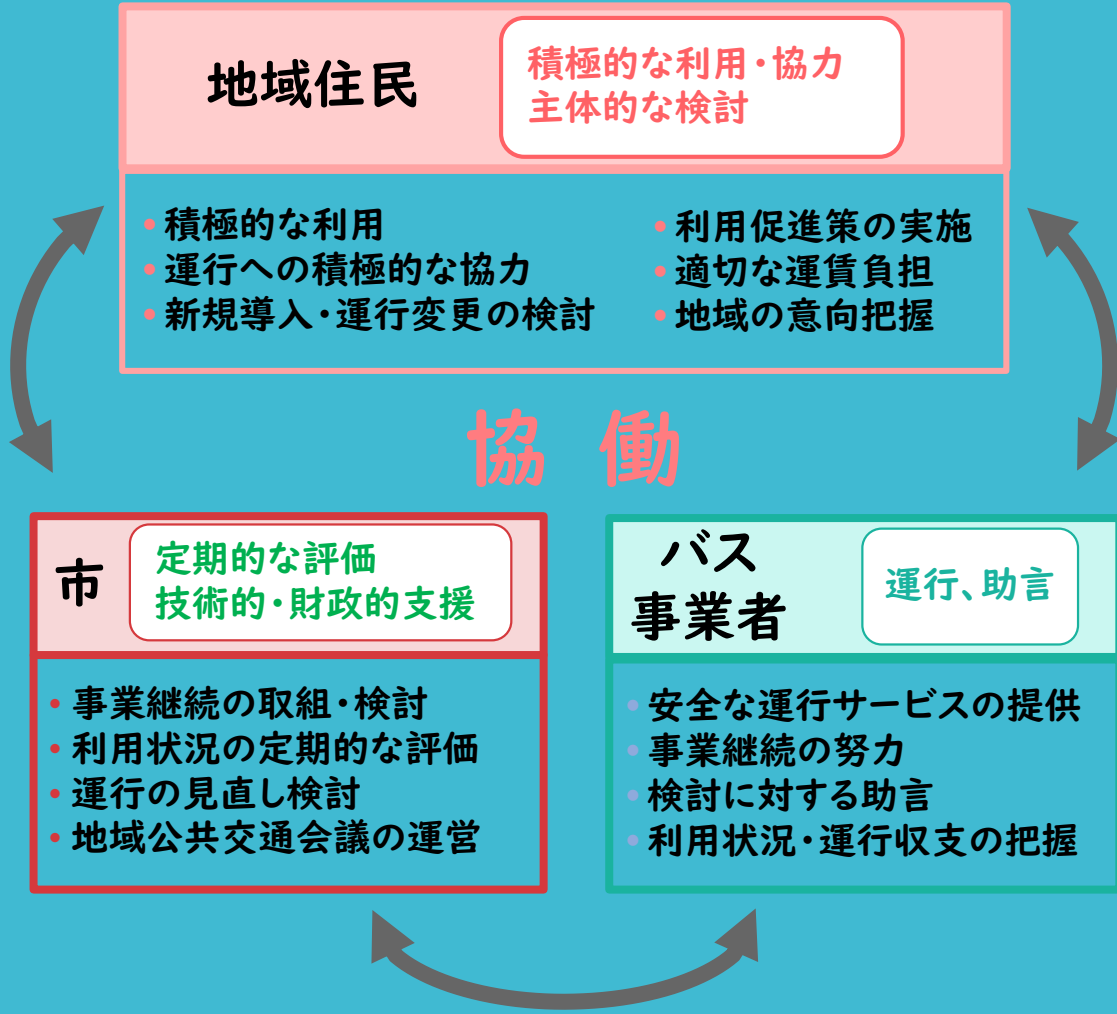 地域住民
積極的な利用・協力
主体的な検討
・積極的な利用
・運行への積極的な協力
・新規導入・運行変更の検討
・利用促進策の実施
・適切な運賃負担
・地域の意向把握
協働
市
定期的な評価
技術的・財政的支援
・事業継続の取組・検討
・利用状況の定期的な評価
・運行の見直し検討
・地域公共交通会議の運営
バス
事業者
運行、助言
・安全な運行サービスの提供
・事業継続の努力
・検討に対する助言
・利用状況・運行収支の把握